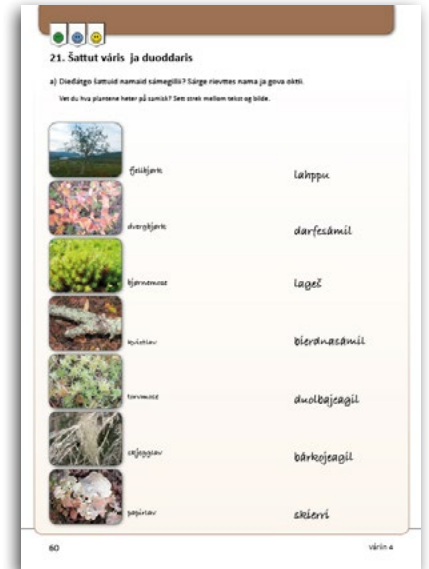 21. Šattut váris ja duoddaris
a) Dieđátgo šattuid namaid sámegillii? Sárge rievttes nama ja gova oktii.
Vet du hva plantene heter på samisk? Sett strek mellom tekst og bilde.
fjellbjørk
lahppu
dvergbjørk
darfesámil
bjørnemose
lageš
kvistlav
bierdnasámil
torvmose
duolbajeagil
skjegglav
bárkojeagil
papirlav
skierri
60
várin 4